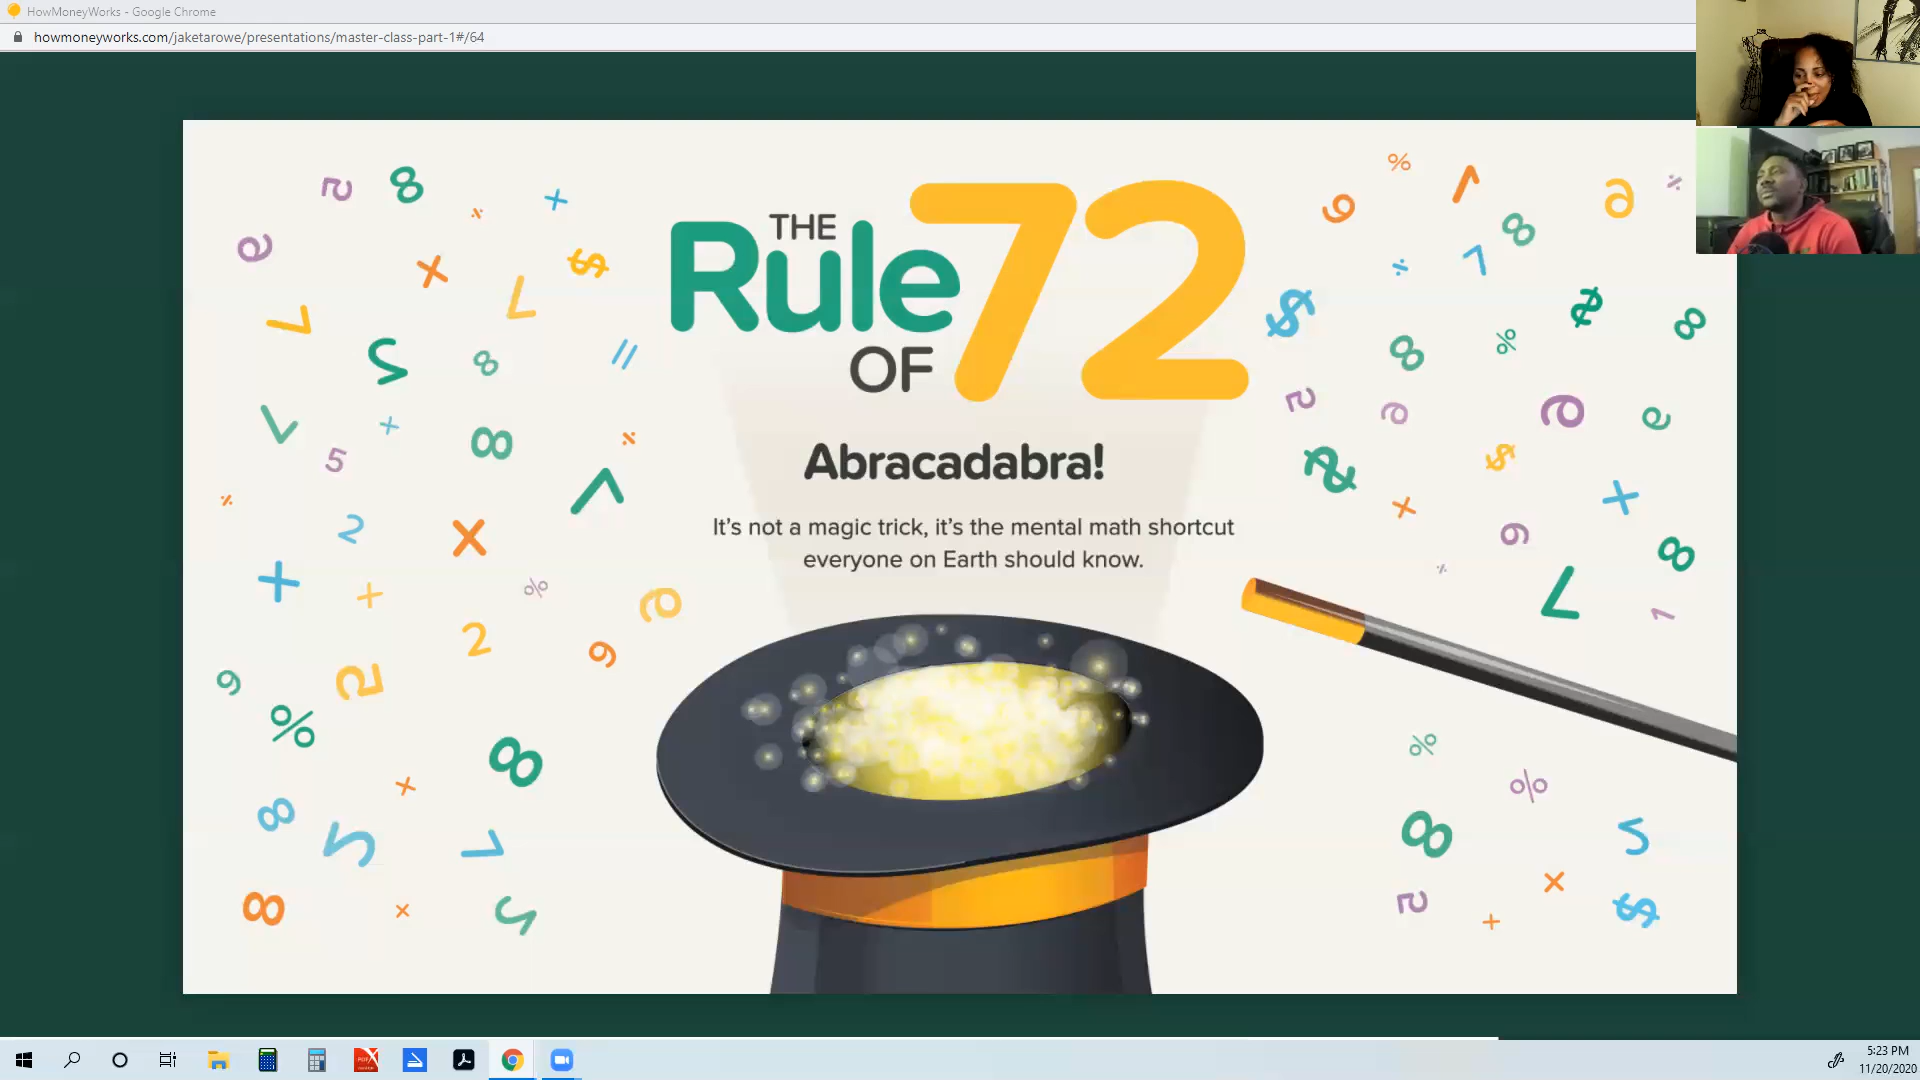 HowMoneyWorks - Google Chrome
howmoneyworks.com/jaketarowe/presentations/master-class-part-1#/64
THE
Rule
OF
72
Abracadabra!
It's not a magic trick, it's the mental math shortcut
everyone on Earth should know.
5:23 PM
11/20/2020